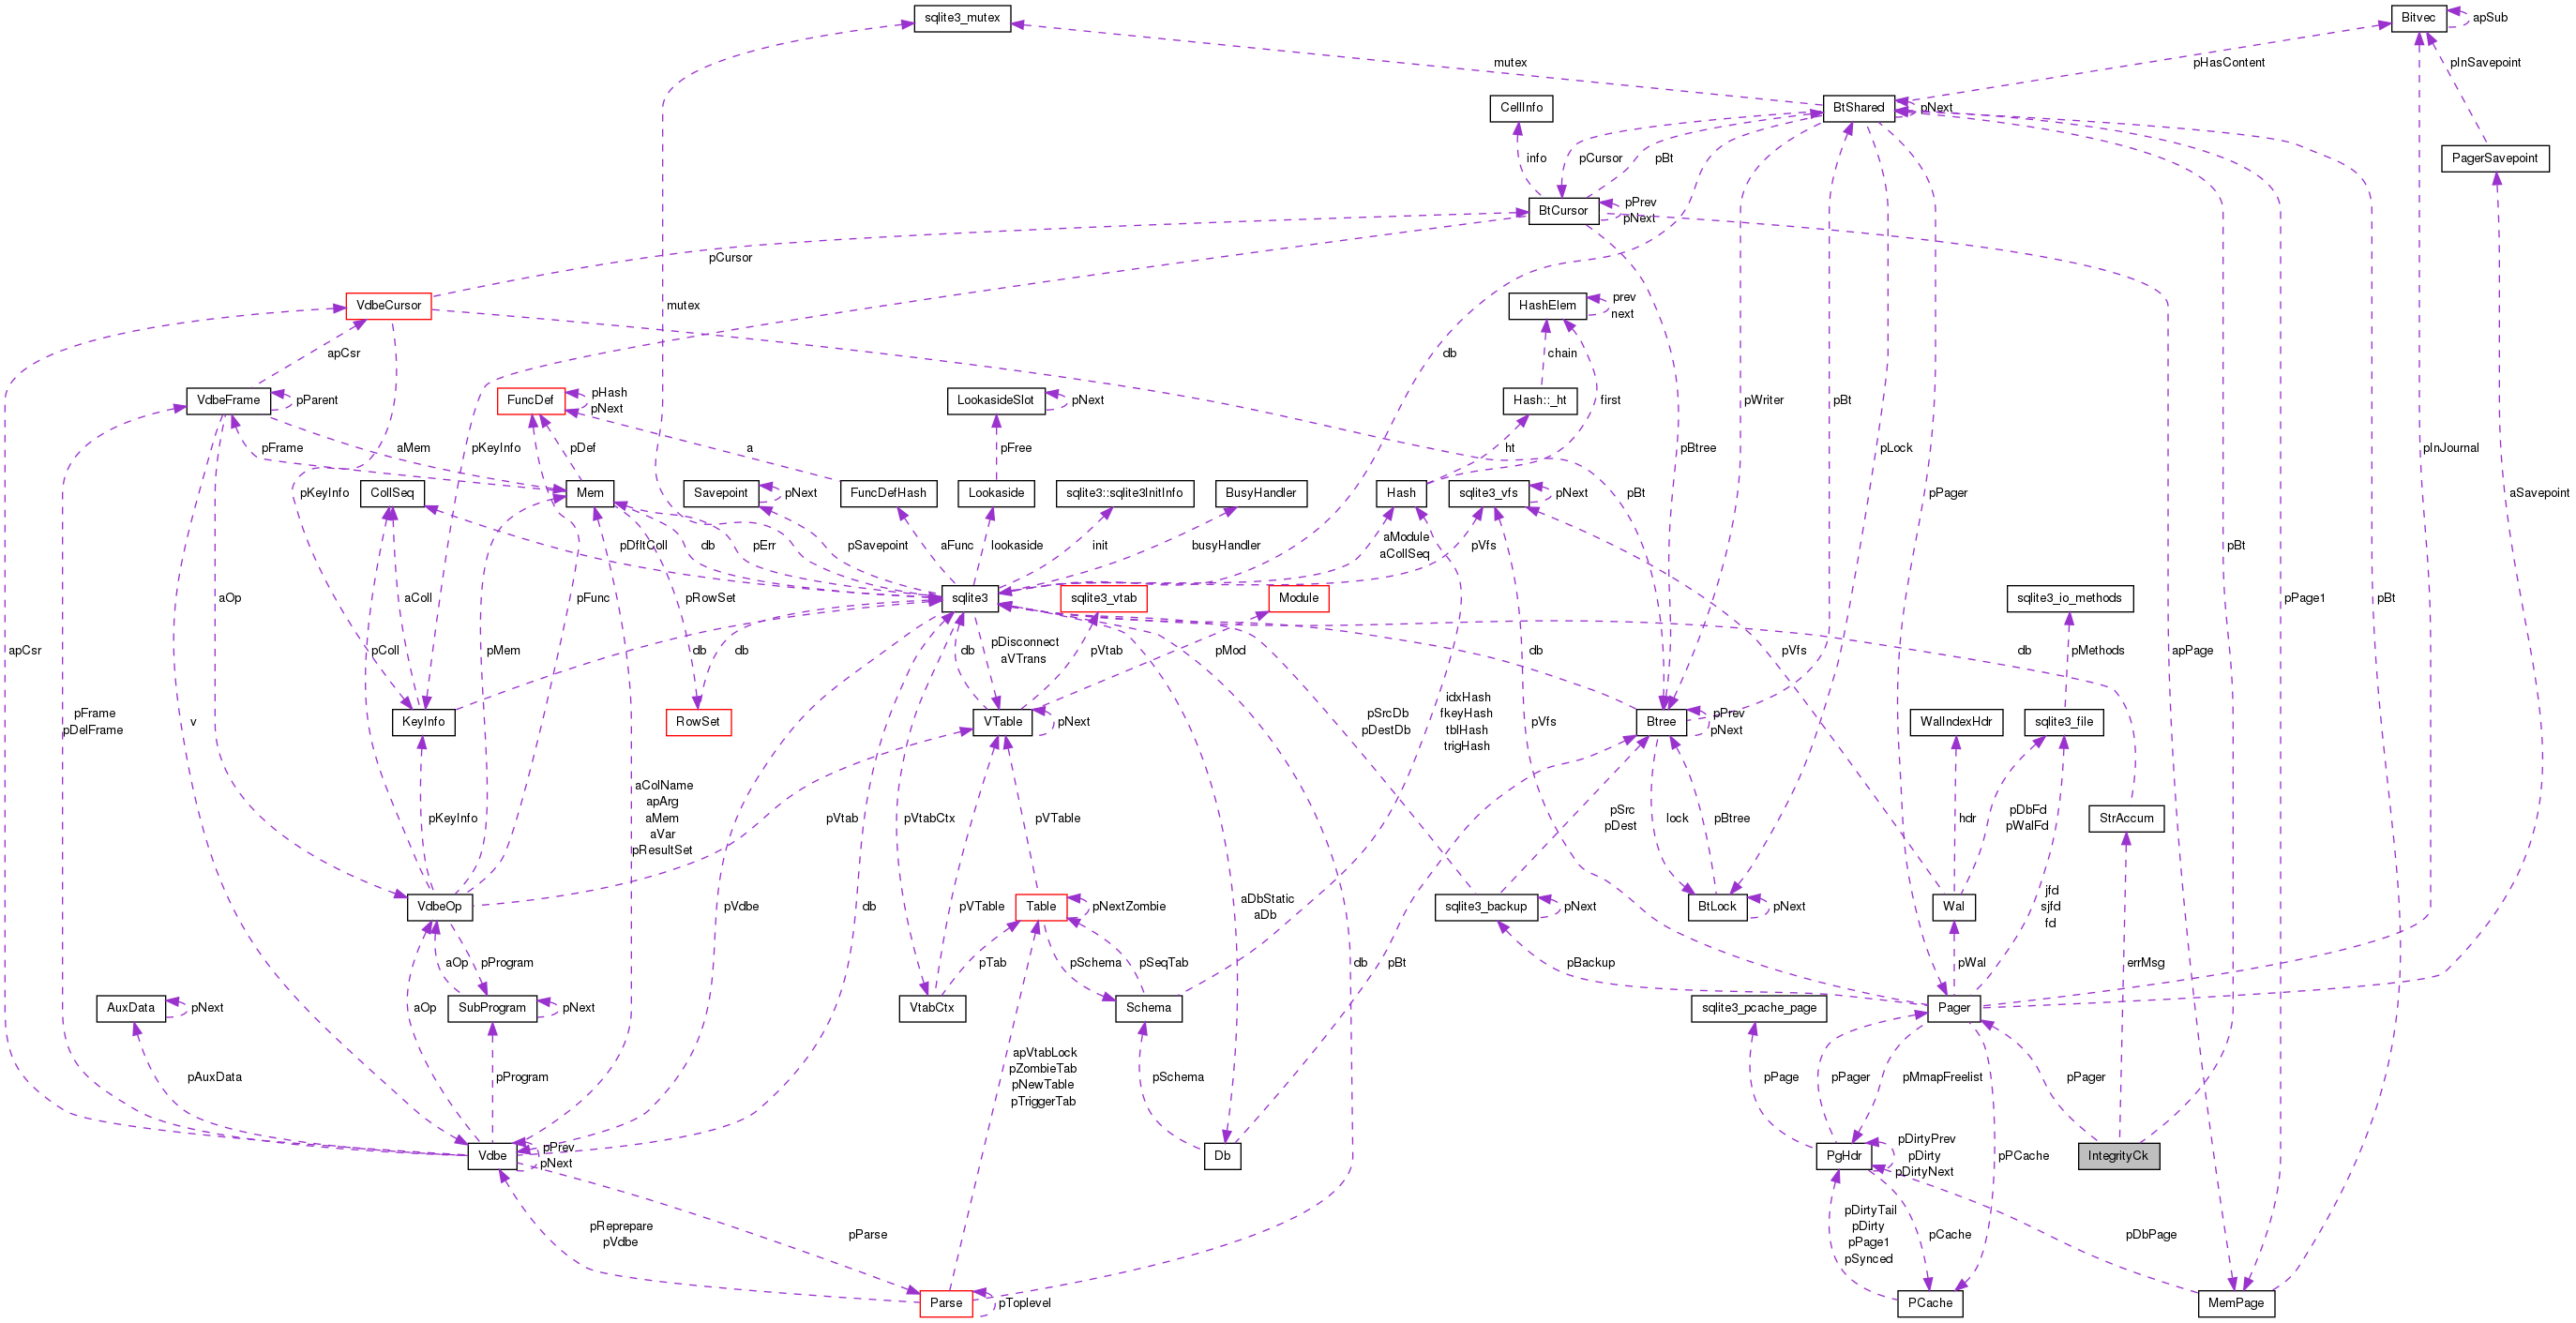 sqlite3_mutex
Bitvec
apSub
mutex
pHasContent
pInSavepoint
CellInfo
BtShared
pNext
info
pCursor
pBt
PagerSavepoint
BtCursor
pPrev
pNext
pCursor
VdbeCursor
mutex
HashElem
prev
next
apCsr
db
chain
VdbeFrame
pParent
FuncDef
pHash
pNext
LookasideSlot
pNext
Hash::_ht
first
pWriter
pBt
pFrame
aMem
pDef
pKeyInfo
a
pFree
ht
pBtree
pLock
pInJournal
pKeyInfo
CollSeq
Mem
Savepoint
pNext
FuncDefHash
Lookaside
sqlite3::sqlite3InitInfo
BusyHandler
Hash
sqlite3_vfs
pNext
pBt
pPager
aSavepoint
pDfltColl
db
pErr
pSavepoint
aFunc
lookaside
init
busyHandler
aModule
aCollSeq
pVfs
pBt
aOp
aColl
pFunc
pRowSet
sqlite3
sqlite3_vtab
Module
sqlite3_io_methods
pPage1
pBt
apCsr
pColl
pMem
db
db
db
pDisconnect
aVTrans
pVtab
pMod
db
pVfs
pMethods
db
apPage
pFrame
pDelFrame
v
KeyInfo
RowSet
VTable
pNext
pSrcDb
pDestDb
idxHash
fkeyHash
tblHash
trigHash
pVfs
Btree
pPrev
pNext
WalIndexHdr
sqlite3_file
pKeyInfo
aColName
apArg
aMem
aVar
pResultSet
pVtab
pVtabCtx
pVTable
pSrc
pDest
lock
pBtree
hdr
pDbFd
pWalFd
StrAccum
VdbeOp
pVdbe
db
pVTable
Table
pNextZombie
aDbStatic
aDb
sqlite3_backup
pNext
BtLock
pNext
Wal
jfd
sjfd
fd
aOp
pProgram
pTab
pSchema
pSeqTab
db
pBt
pBackup
pWal
errMsg
AuxData
pNext
aOp
SubProgram
pNext
VtabCtx
Schema
sqlite3_pcache_page
Pager
pAuxData
pProgram
apVtabLock
pZombieTab
pNewTable
pTriggerTab
pSchema
pPage
pPager
pMmapFreelist
pPager
Vdbe
pPrev
pNext
Db
PgHdr
pDirtyPrev
pDirty
pDirtyNext
pPCache
IntegrityCk
pReprepare
pVdbe
pParse
pDirtyTail
pDirty
pPage1
pSynced
pCache
pDbPage
Parse
pToplevel
PCache
MemPage